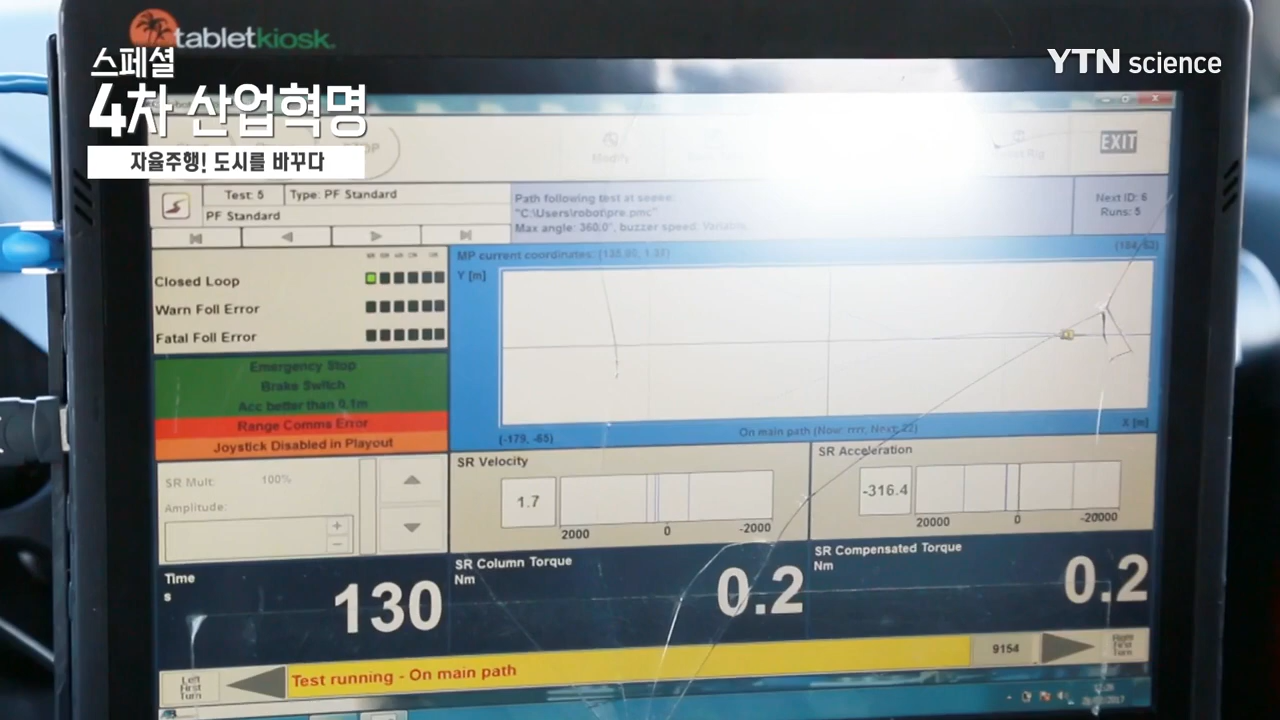 tabletkiosk
스페셜
YTN science
4차 산업혁명
자율주행! 도시를 바꾸다
EXIT
Test: 5
Type: PF Standard
PF Standard
Path following test at
"C:\Users\robot\pre.pmc"
Max angle: 360.0°, buzzer speed: Variable
Next ID: 6
Runs: 5
MP current coordinates:
(184, 62)
Y [m]
Closed Loop
Warn Foll Error
Fatal Foll Error
Emergency Stop
Brake Switch
Acc better than 0.1m
Range Comms Error
Joystick Disabled in Playout
(-179, -65)
On main path (Now: rrrr, Next: 22)
X [m]
SR Mult: 100%
Amplitude:
+
−
SR Velocity
1.7
2000 0 -2000
SR Acceleration
-316.4
20000 0 -20000
Time
s
130
SR Column Torque
Nm
0.2
SR Compensated Torque
Nm
0.2
Left
First
Turn
Test running - On main path
9154
Right
First
Turn